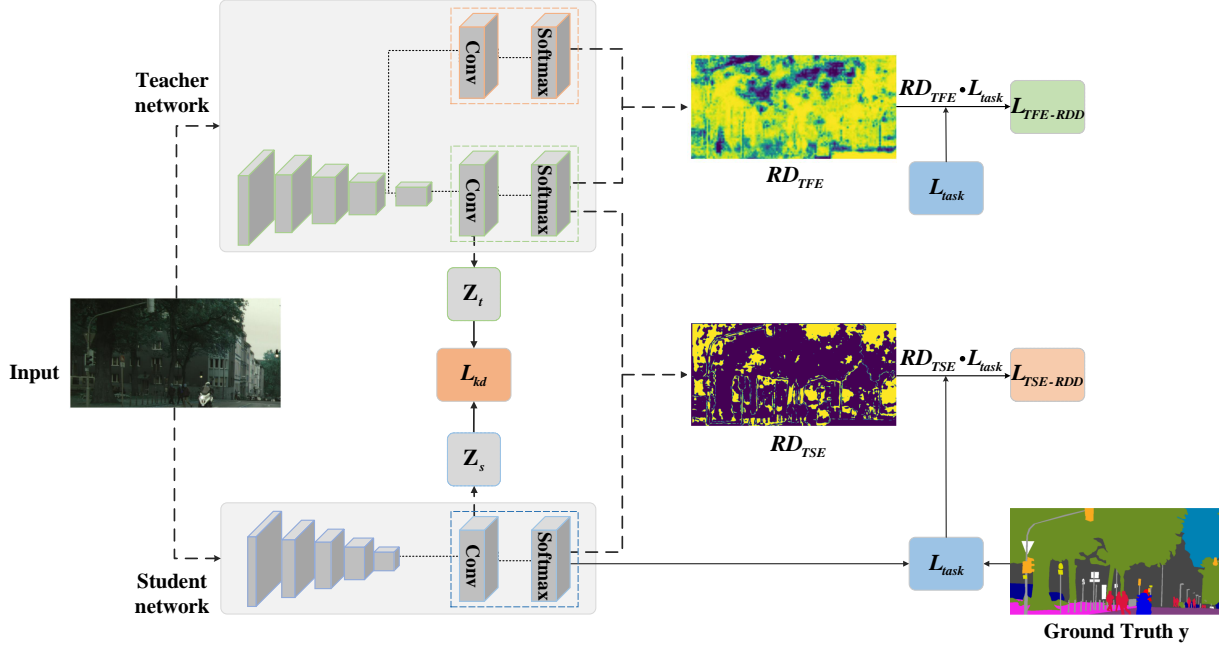 Teacher
network
Conv
Softmax
Conv
Softmax
RD_TFE
RD_TFE · L_task
L_TFE-RDD
L_task
Z_t
Input
L_kd
Z_s
RD_TSE
RD_TSE · L_task
L_TSE-RDD
Student
network
Conv
Softmax
L_task
Ground Truth y